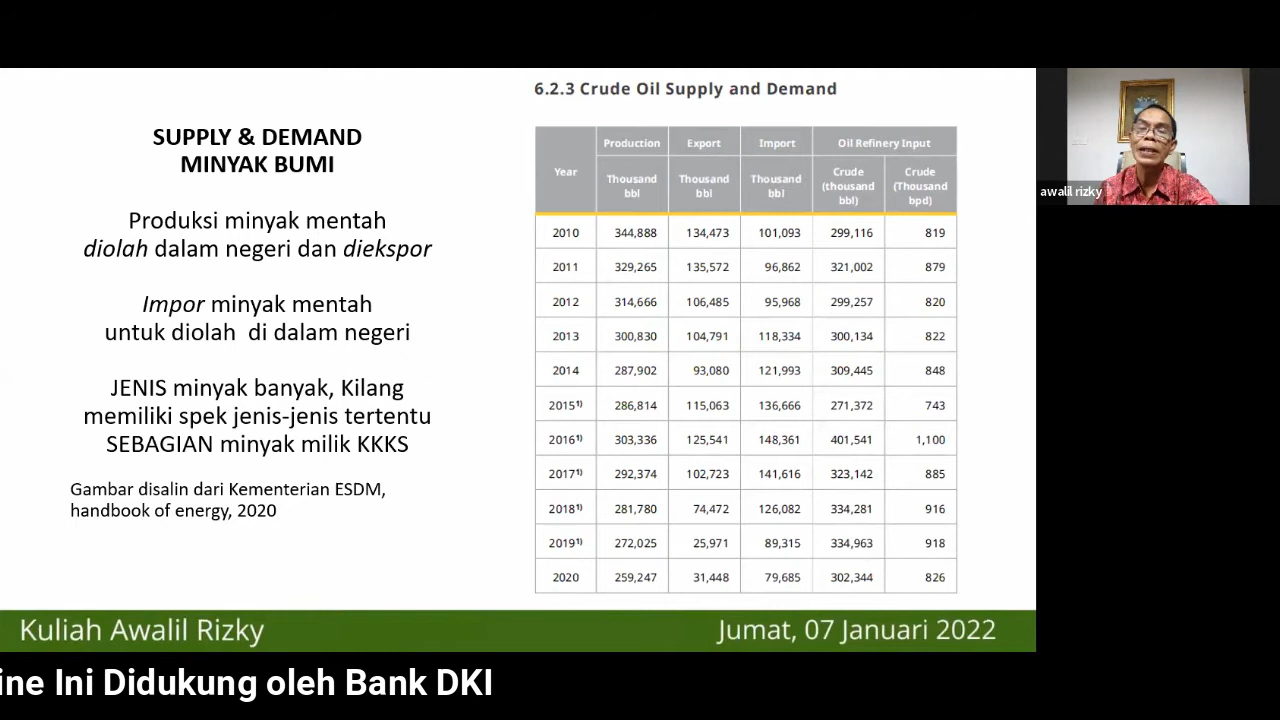 6.2.3 Crude Oil Supply and Demand
SUPPLY & DEMAND
MINYAK BUMI
Produksi minyak mentah
diolah dalam negeri dan diekspor
Impor minyak mentah
untuk diolah di dalam negeri
JENIS minyak banyak, Kilang
memiliki spek jenis-jenis tertentu
SEBAGIAN minyak milik KKKS
Gambar disalin dari Kementerian ESDM,
handbook of energy, 2020
Year Production Export Import Oil Refinery Input
Thousand bbl Thousand bbl Thousand bbl Crude (thousand bbl) Crude (Thousand bpd)
2010 344,888 134,473 101,093 299,116 819
2011 329,265 135,572 96,862 321,002 879
2012 314,666 106,485 95,968 299,257 820
2013 300,830 104,791 118,334 300,134 822
2014 287,902 93,080 121,993 309,445 848
2015¹⁾ 286,814 115,063 136,666 271,372 743
2016¹⁾ 303,336 125,541 148,361 401,541 1,100
2017¹⁾ 292,374 102,723 141,616 323,142 885
2018¹⁾ 281,780 74,472 126,082 334,281 916
2019¹⁾ 272,025 25,971 89,315 334,963 918
2020 259,247 31,448 79,685 302,344 826
awalil rizky
Kuliah Awalil Rizky
Jumat, 07 Januari 2022
ine Ini Didukung oleh Bank DKI